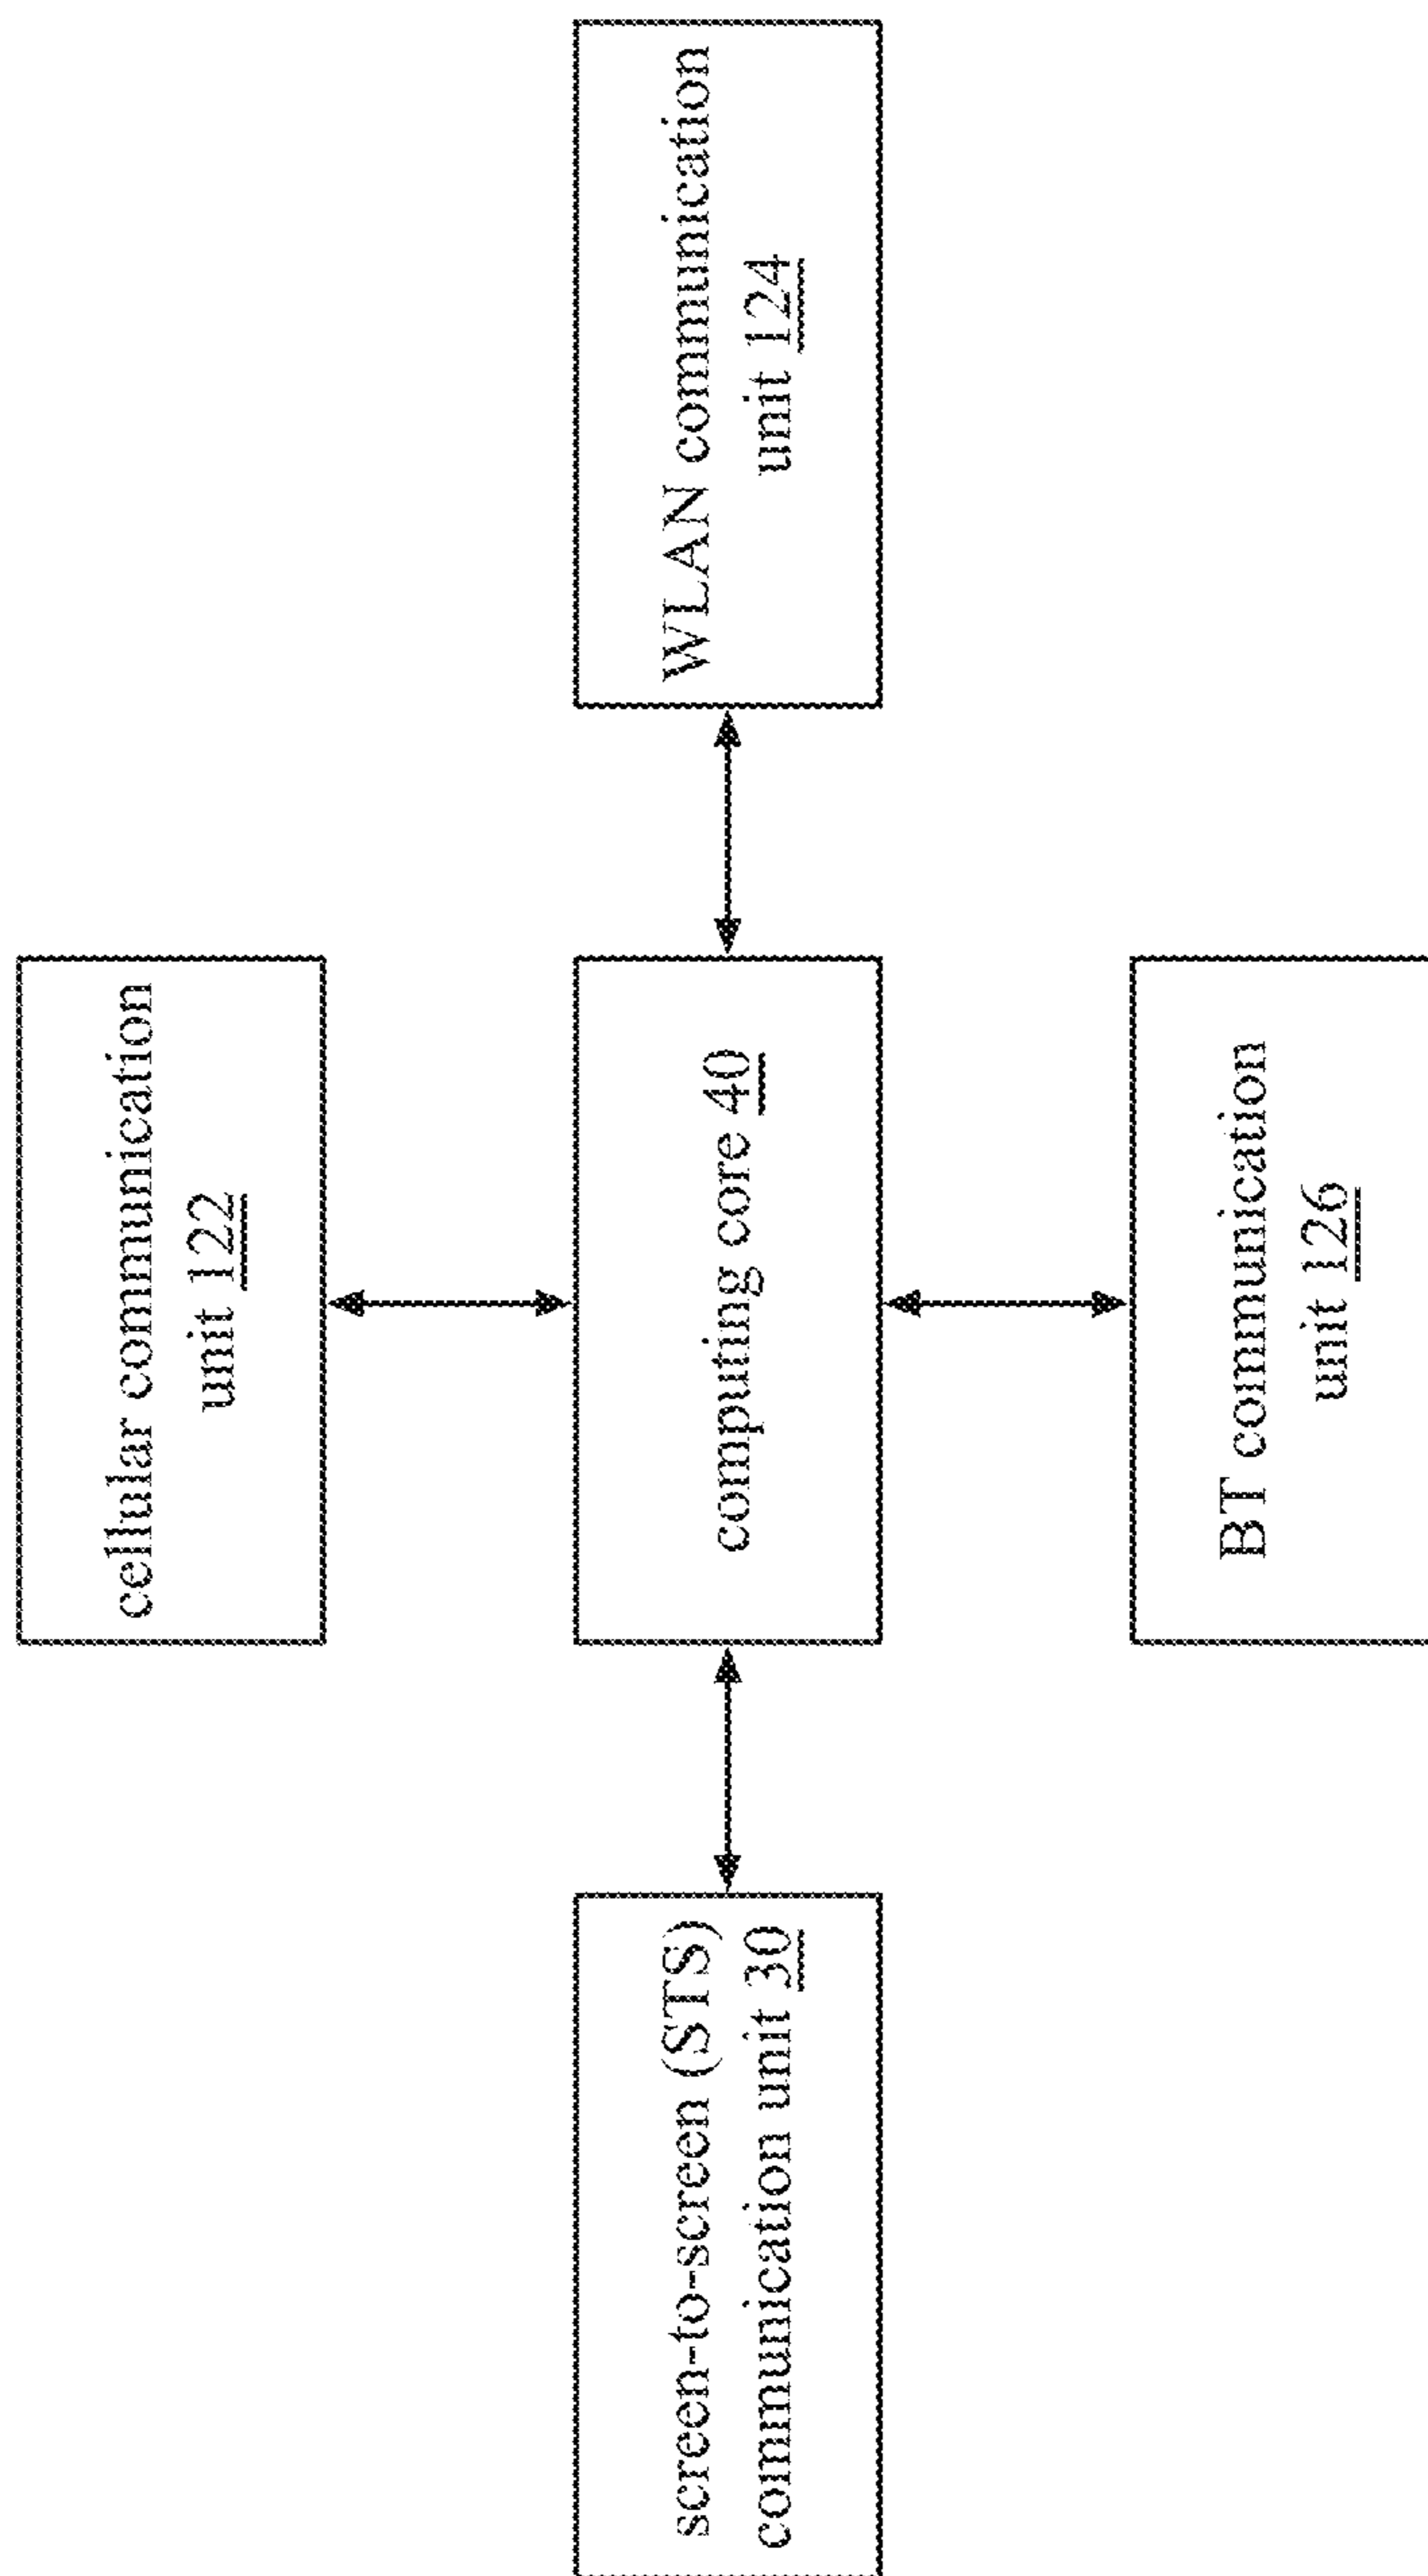 cellular communication
unit 122
screen-to-screen (STS)
communication unit 30
computing core 40
WLAN communication
unit 124
BT communication
unit 126